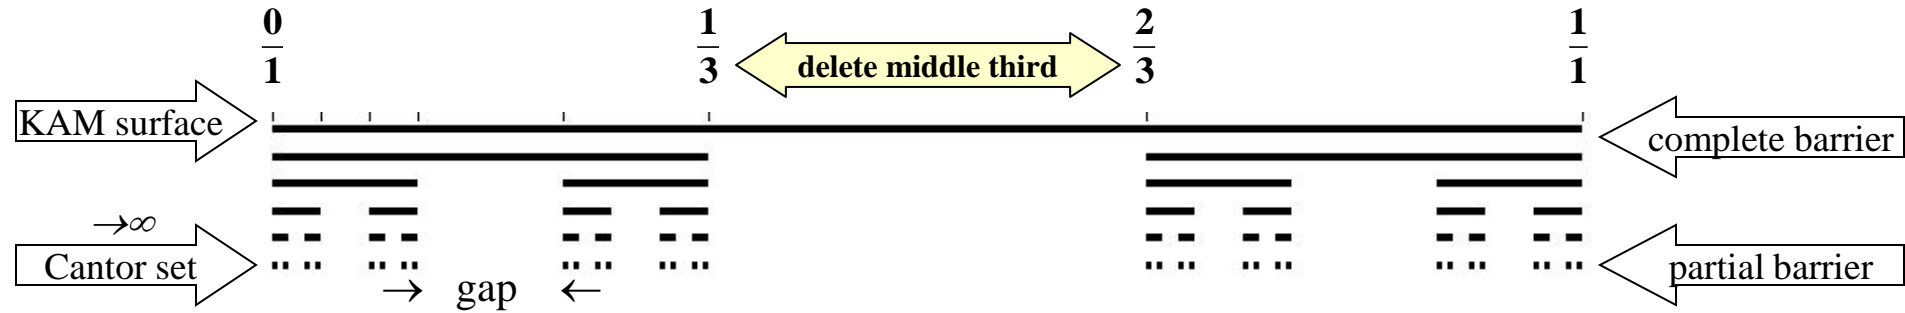 0/1 1/3 2/3 1/1
delete middle third
KAM surface
complete barrier
→∞
Cantor set
partial barrier
→ gap ←